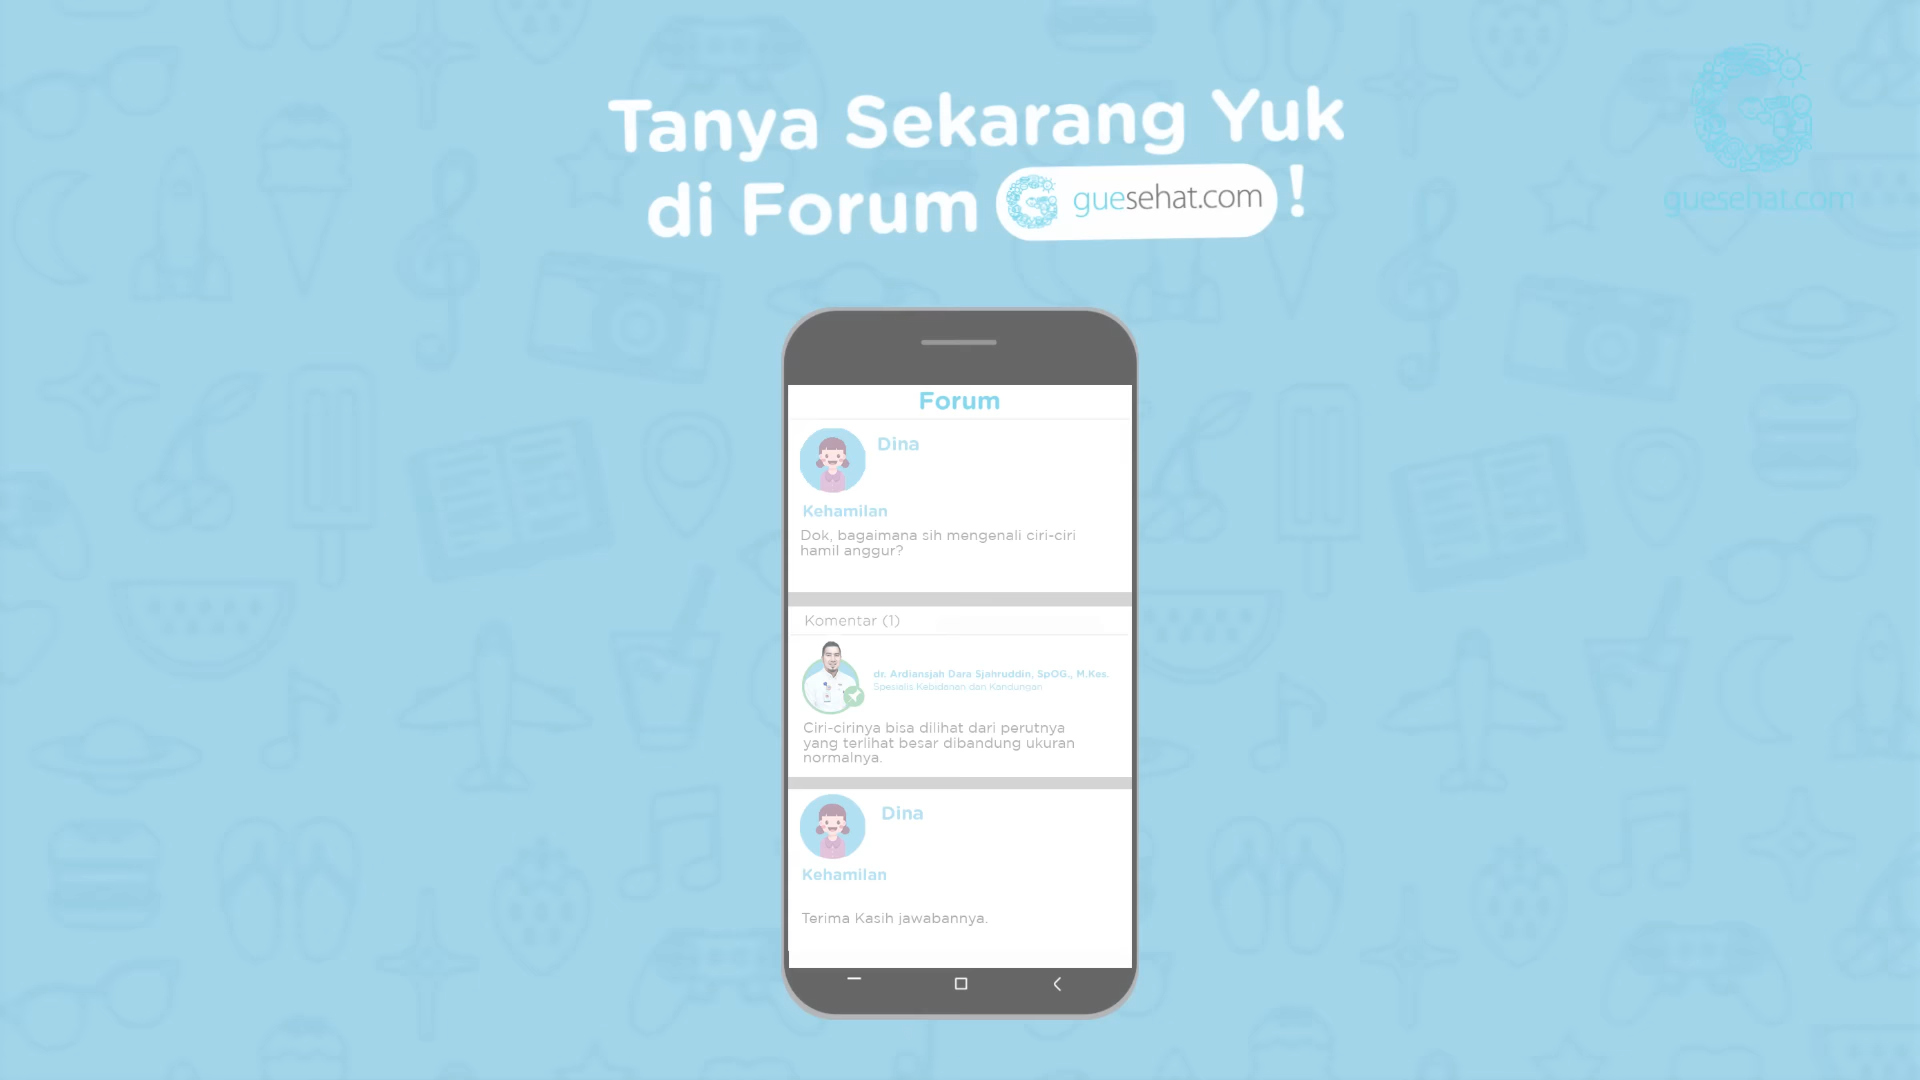 Tanya Sekarang Yuk
di Forum guesehat.com !
guesehat.com
Forum
Dina
Kehamilan
Dok, bagaimana sih mengenali ciri-ciri
hamil anggur?
Komentar (1)
dr. Ardiansjah Dara Sjahruddin, SpOG., M.Kes.
Spesialis Kebidanan dan Kandungan
Ciri-cirinya bisa dilihat dari perutnya
yang terlihat besar dibandung ukuran
normalnya.
Dina
Kehamilan
Terima Kasih jawabannya.